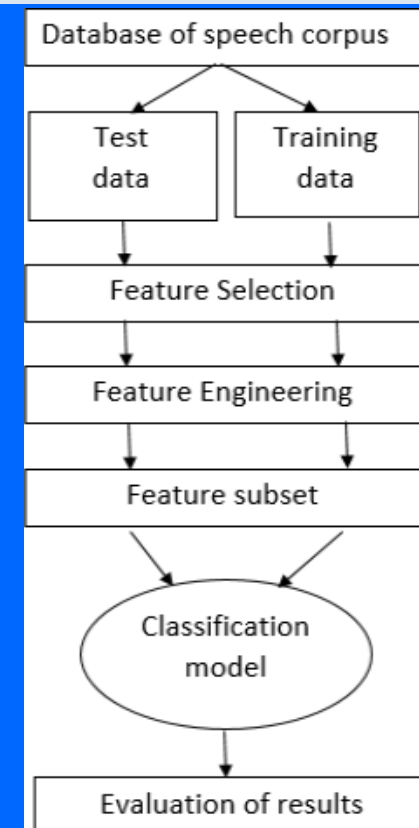 Database of speech corpus
Test
data
Training
data
Feature Selection
Feature Engineering
Feature subset
Classification
model
Evaluation of results